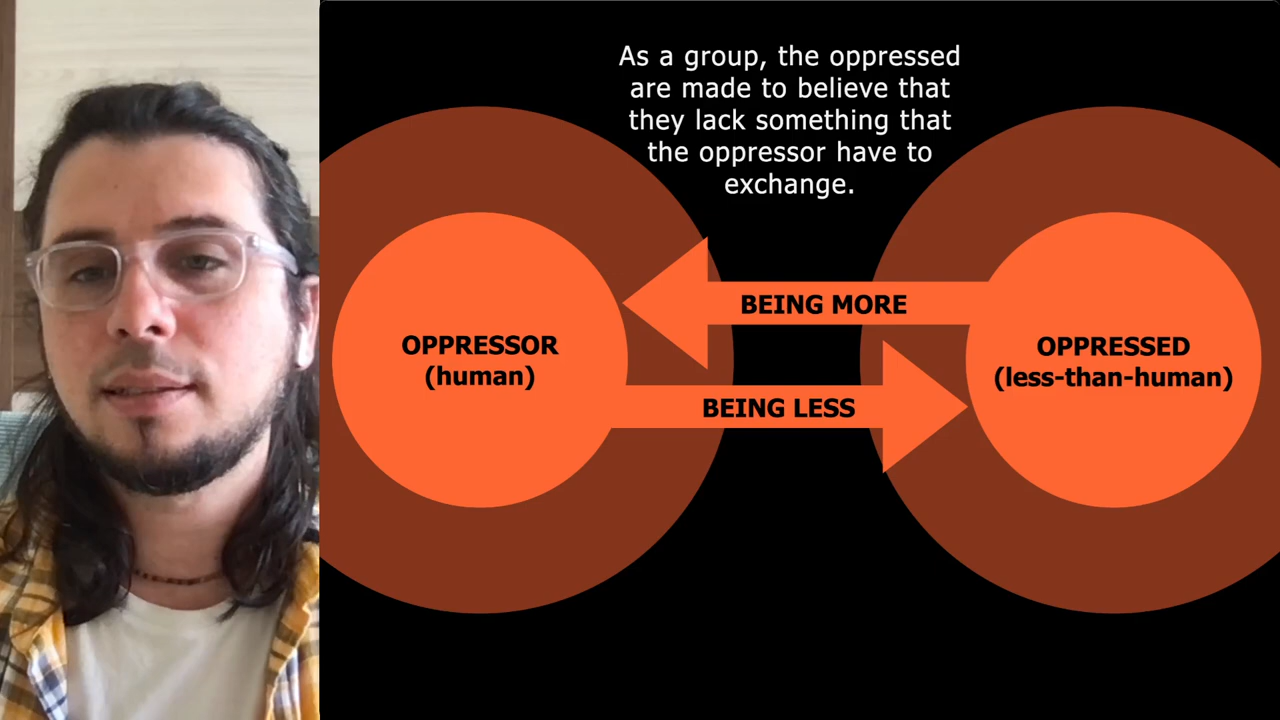 As a group, the oppressed
are made to believe that
they lack something that
the oppressor have to
exchange.
BEING MORE
OPPRESSOR
(human)
OPPRESSED
(less-than-human)
BEING LESS